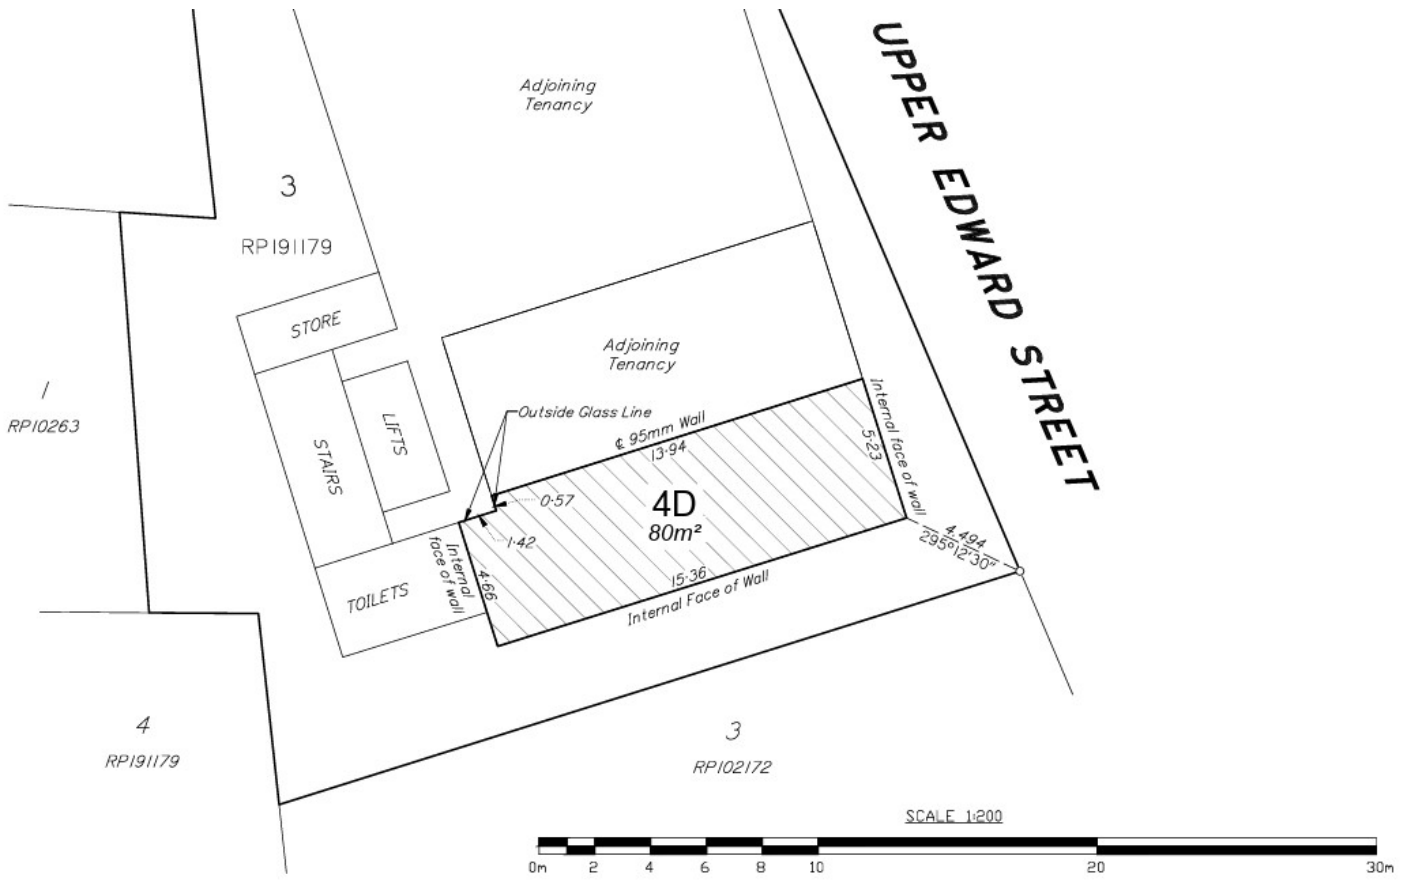 UPPER EDWARD STREET
Adjoining
Tenancy
3
RP191179
STORE
Adjoining
Tenancy
1
RP10263
LIFTS
STAIRS
Outside Glass Line
℄ 95mm Wall
13·94
Internal face of wall
5·23
0·57
4D
80m²
1·42
4·494
295°12'30"
Internal
face of wall
4·66
15·36
Internal Face of Wall
TOILETS
4
RP191179
3
RP102172
SCALE 1:200
0m 2 4 6 8 10 20 30m